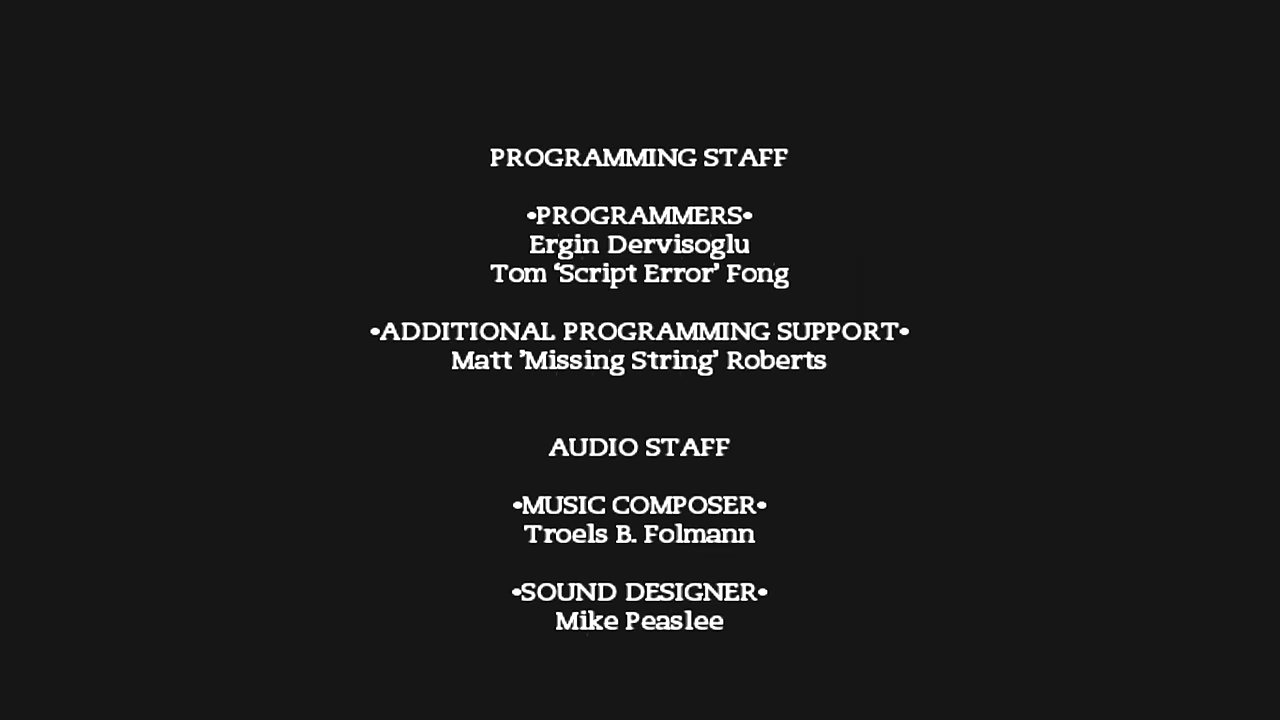 PROGRAMMING STAFF
•PROGRAMMERS•
Ergin Dervisoglu
Tom ‘Script Error’ Fong
•ADDITIONAL PROGRAMMING SUPPORT•
Matt ’Missing String’ Roberts
AUDIO STAFF
•MUSIC COMPOSER•
Troels B. Folmann
•SOUND DESIGNER•
Mike Peaslee